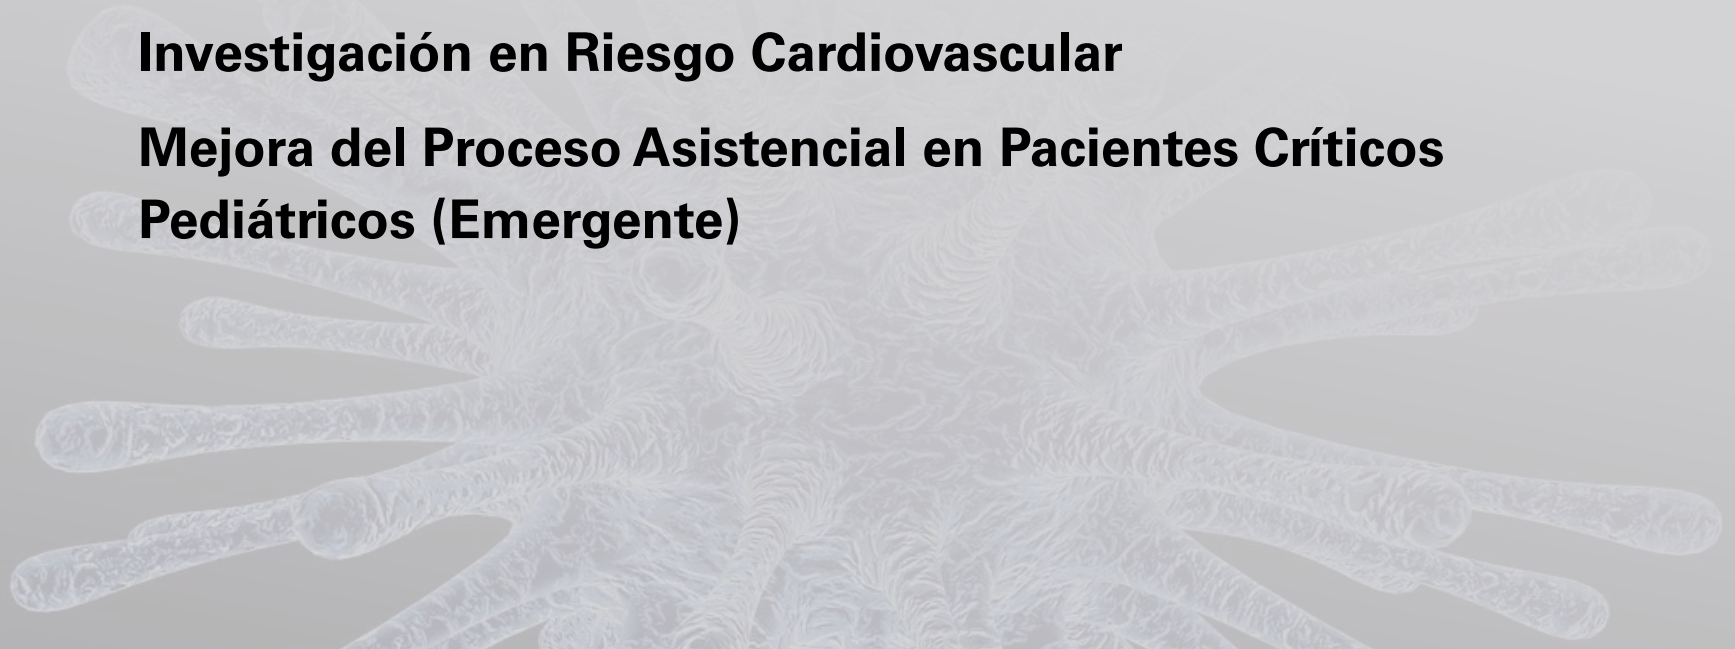 Investigación en Riesgo Cardiovascular
Mejora del Proceso Asistencial en Pacientes Críticos
Pediátricos (Emergente)